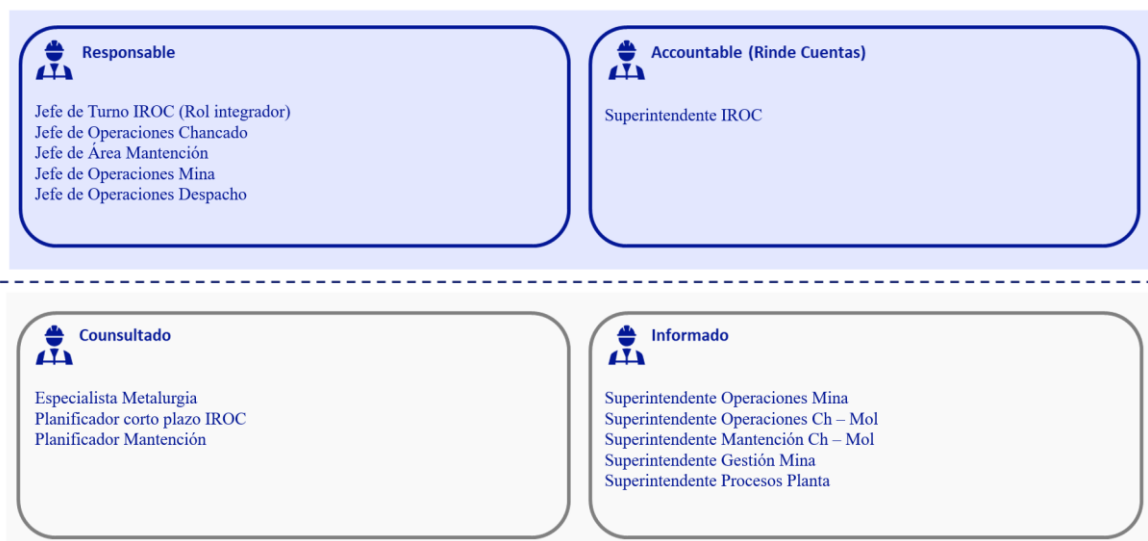 Responsable
Jefe de Turno IROC (Rol integrador)
Jefe de Operaciones Chancado
Jefe de Área Mantención
Jefe de Operaciones Mina
Jefe de Operaciones Despacho
Accountable (Rinde Cuentas)
Superintendente IROC
Counsultado
Especialista Metalurgia
Planificador corto plazo IROC
Planificador Mantención
Informado
Superintendente Operaciones Mina
Superintendente Operaciones Ch – Mol
Superintendente Mantención Ch – Mol
Superintendente Gestión Mina
Superintendente Procesos Planta